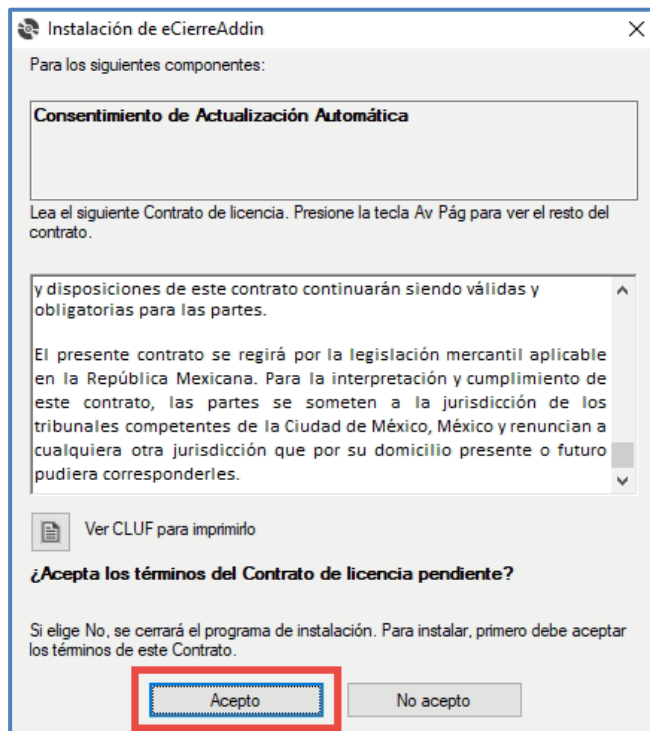 Instalación de eCierreAddin
Para los siguientes componentes:
Consentimiento de Actualización Automática
Lea el siguiente Contrato de licencia. Presione la tecla Av Pág para ver el resto del
contrato.
y disposiciones de este contrato continuarán siendo válidas y
obligatorias para las partes.
El presente contrato se regirá por la legislación mercantil aplicable
en la República Mexicana. Para la interpretación y cumplimiento de
este contrato, las partes se someten a la jurisdicción de los
tribunales competentes de la Ciudad de México, México y renuncian a
cualquiera otra jurisdicción que por su domicilio presente o futuro
pudiera corresponderles.
Ver CLUF para imprimirlo
¿Acepta los términos del Contrato de licencia pendiente?
Si elige No, se cerrará el programa de instalación. Para instalar, primero debe aceptar
los términos de este Contrato.
Acepto
No acepto